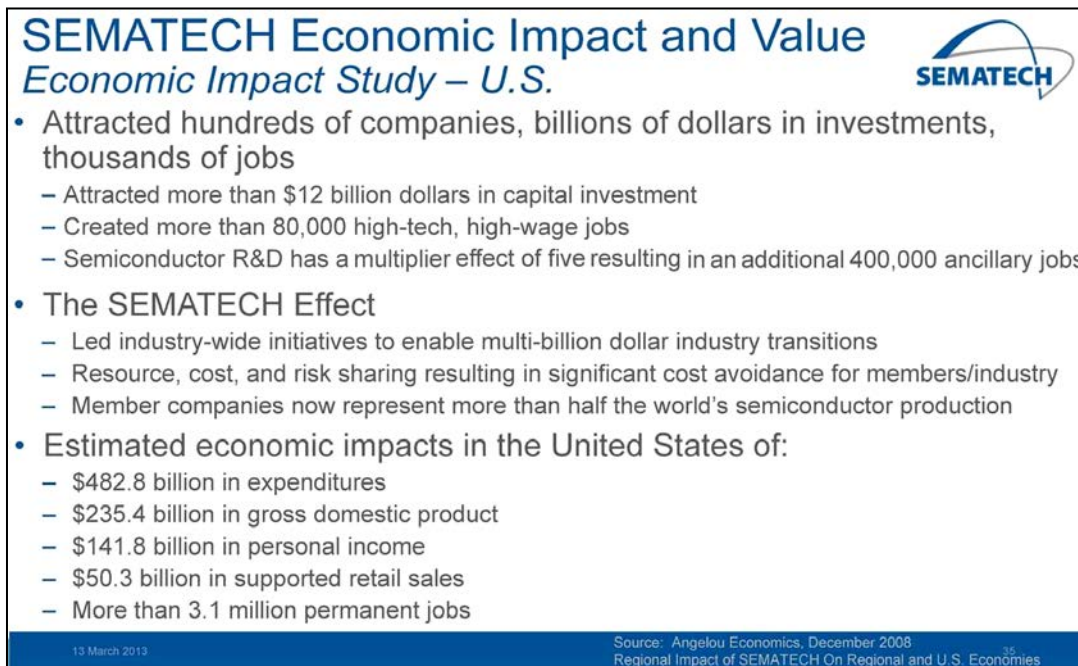 SEMATECH Economic Impact and Value
Economic Impact Study – U.S.
SEMATECH
• Attracted hundreds of companies, billions of dollars in investments,
thousands of jobs
– Attracted more than $12 billion dollars in capital investment
– Created more than 80,000 high-tech, high-wage jobs
– Semiconductor R&D has a multiplier effect of five resulting in an additional 400,000 ancillary jobs
• The SEMATECH Effect
– Led industry-wide initiatives to enable multi-billion dollar industry transitions
– Resource, cost, and risk sharing resulting in significant cost avoidance for members/industry
– Member companies now represent more than half the world's semiconductor production
• Estimated economic impacts in the United States of:
– $482.8 billion in expenditures
– $235.4 billion in gross domestic product
– $141.8 billion in personal income
– $50.3 billion in supported retail sales
– More than 3.1 million permanent jobs
13 March 2013
Source: Angelou Economics, December 2008
35
Regional Impact of SEMATECH On Regional and U.S. Economies